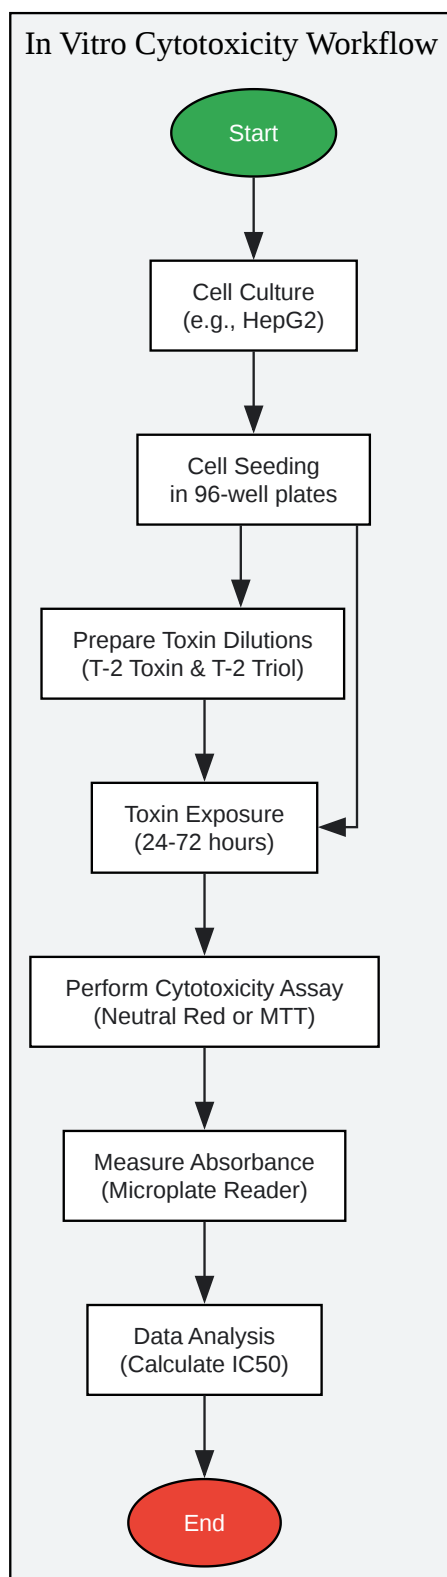 In Vitro Cytotoxicity Workflow
Start
Cell Culture
(e.g., HepG2)
Cell Seeding
in 96-well plates
Prepare Toxin Dilutions
(T-2 Toxin & T-2 Triol)
Toxin Exposure
(24-72 hours)
Perform Cytotoxicity Assay
(Neutral Red or MTT)
Measure Absorbance
(Microplate Reader)
Data Analysis
(Calculate IC50)
End